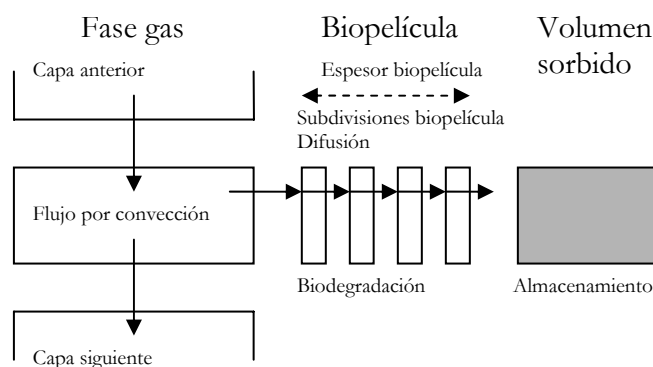 Fase gas
Biopelícula
Volumen
sorbido
Capa anterior
Espesor biopelícula
Subdivisiones biopelícula
Difusión
Flujo por convección
Biodegradación
Almacenamiento
Capa siguiente